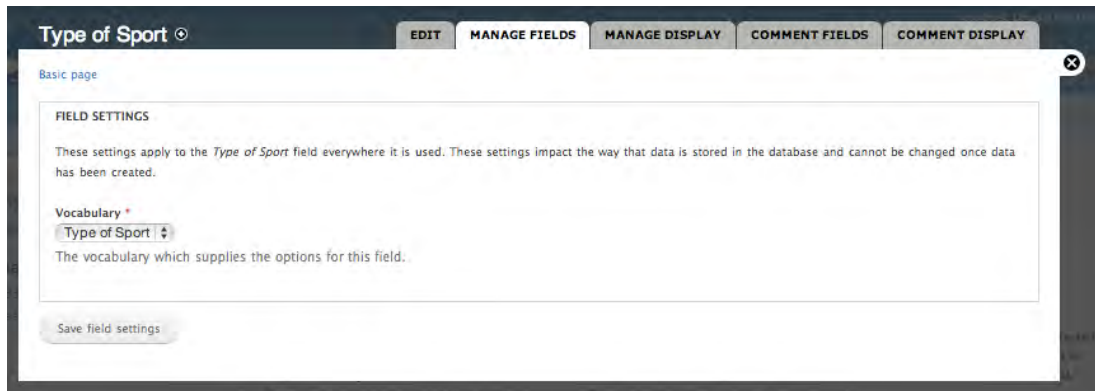 Type of Sport
EDIT
MANAGE FIELDS
MANAGE DISPLAY
COMMENT FIELDS
COMMENT DISPLAY
Basic page
FIELD SETTINGS
These settings apply to the Type of Sport field everywhere it is used. These settings impact the way that data is stored in the database and cannot be changed once data
has been created.
Vocabulary *
Type of Sport
The vocabulary which supplies the options for this field.
Save field settings